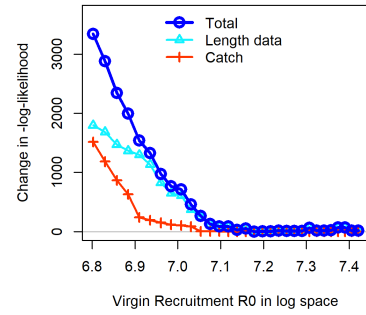 Total
Length data
Catch
Change in -log-likelihood
3000
2000
1000
0
6.8 6.9 7.0 7.1 7.2 7.3 7.4
Virgin Recruitment R0 in log space